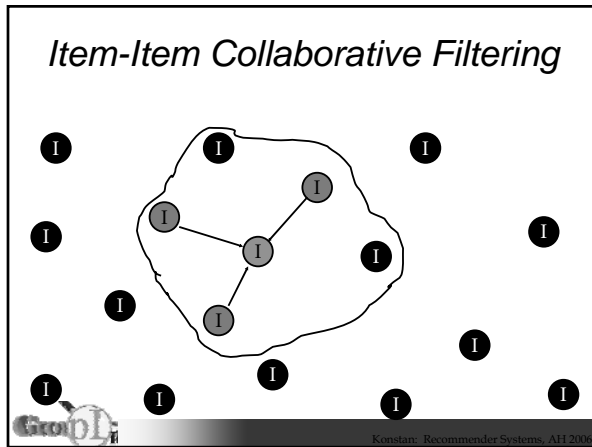 Item-Item Collaborative Filtering
I I I
I
I I I
I I
I
I
I
I
I I I I
Konstan: Recommender Systems, AH 2006